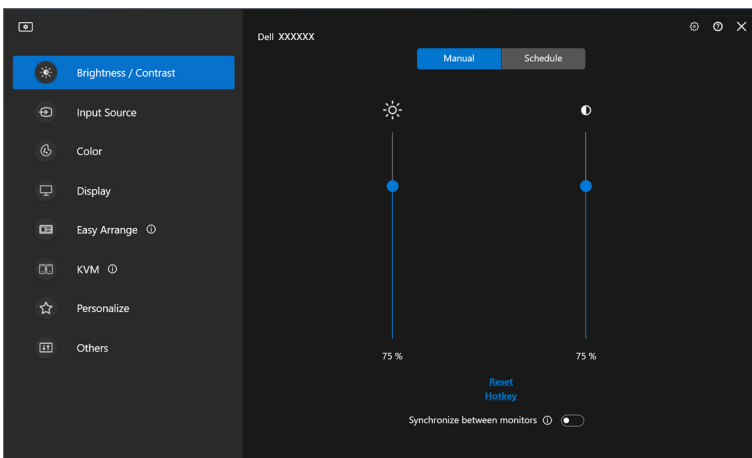 Dell XXXXXX
Manual
Schedule
Brightness / Contrast
Input Source
Color
Display
Easy Arrange
KVM
Personalize
Others
75 %
75 %
Reset
Hotkey
Synchronize between monitors